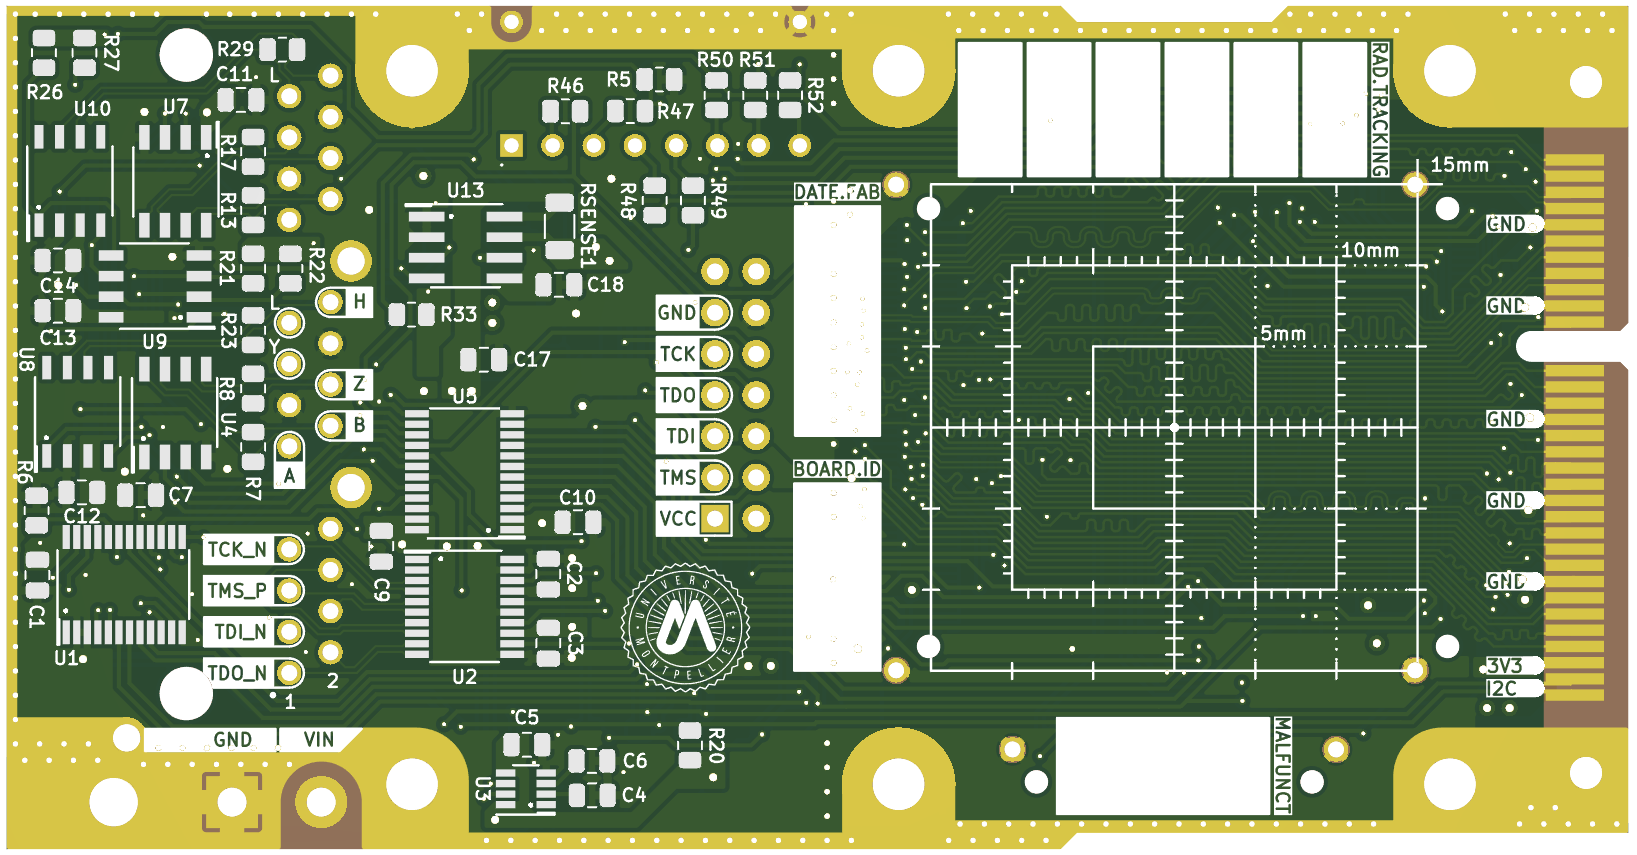 R26
R27
R29
C11
L
U10
U7
R17
R13
R46
R5
R47
R50
R51
R52
RAD.TRACKING
15mm
U13
RSENSE1
R48
R49
DATE.FAB
GND
10mm
C14
C13
U9
R21
R22
L
H
R33
C18
GND
GND
5mm
U8
R23
Y
C17
TCK
R8
Z
TDO
U5
U4
B
TDI
GND
R6
A
TMS
BOARD.ID
C12
C7
R7
C10
VCC
GND
TCK_N
C9
C2
TMS_P
GND
C1
TDI_N
C3
UNIVERSITÉ
MONTPELLIER
U1
TDO_N
2
1
U2
3V3
I2C
GND
VIN
C5
R20
C6
U3
C4
MALFUNCT